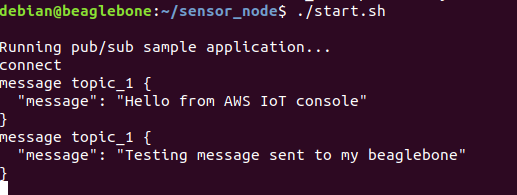 debian@beaglebone:~/sensor_node$ ./start.sh
Running pub/sub sample application...
connect
message topic_1 {
  "message": "Hello from AWS IoT console"
}
message topic_1 {
  "message": "Testing message sent to my beaglebone"
}